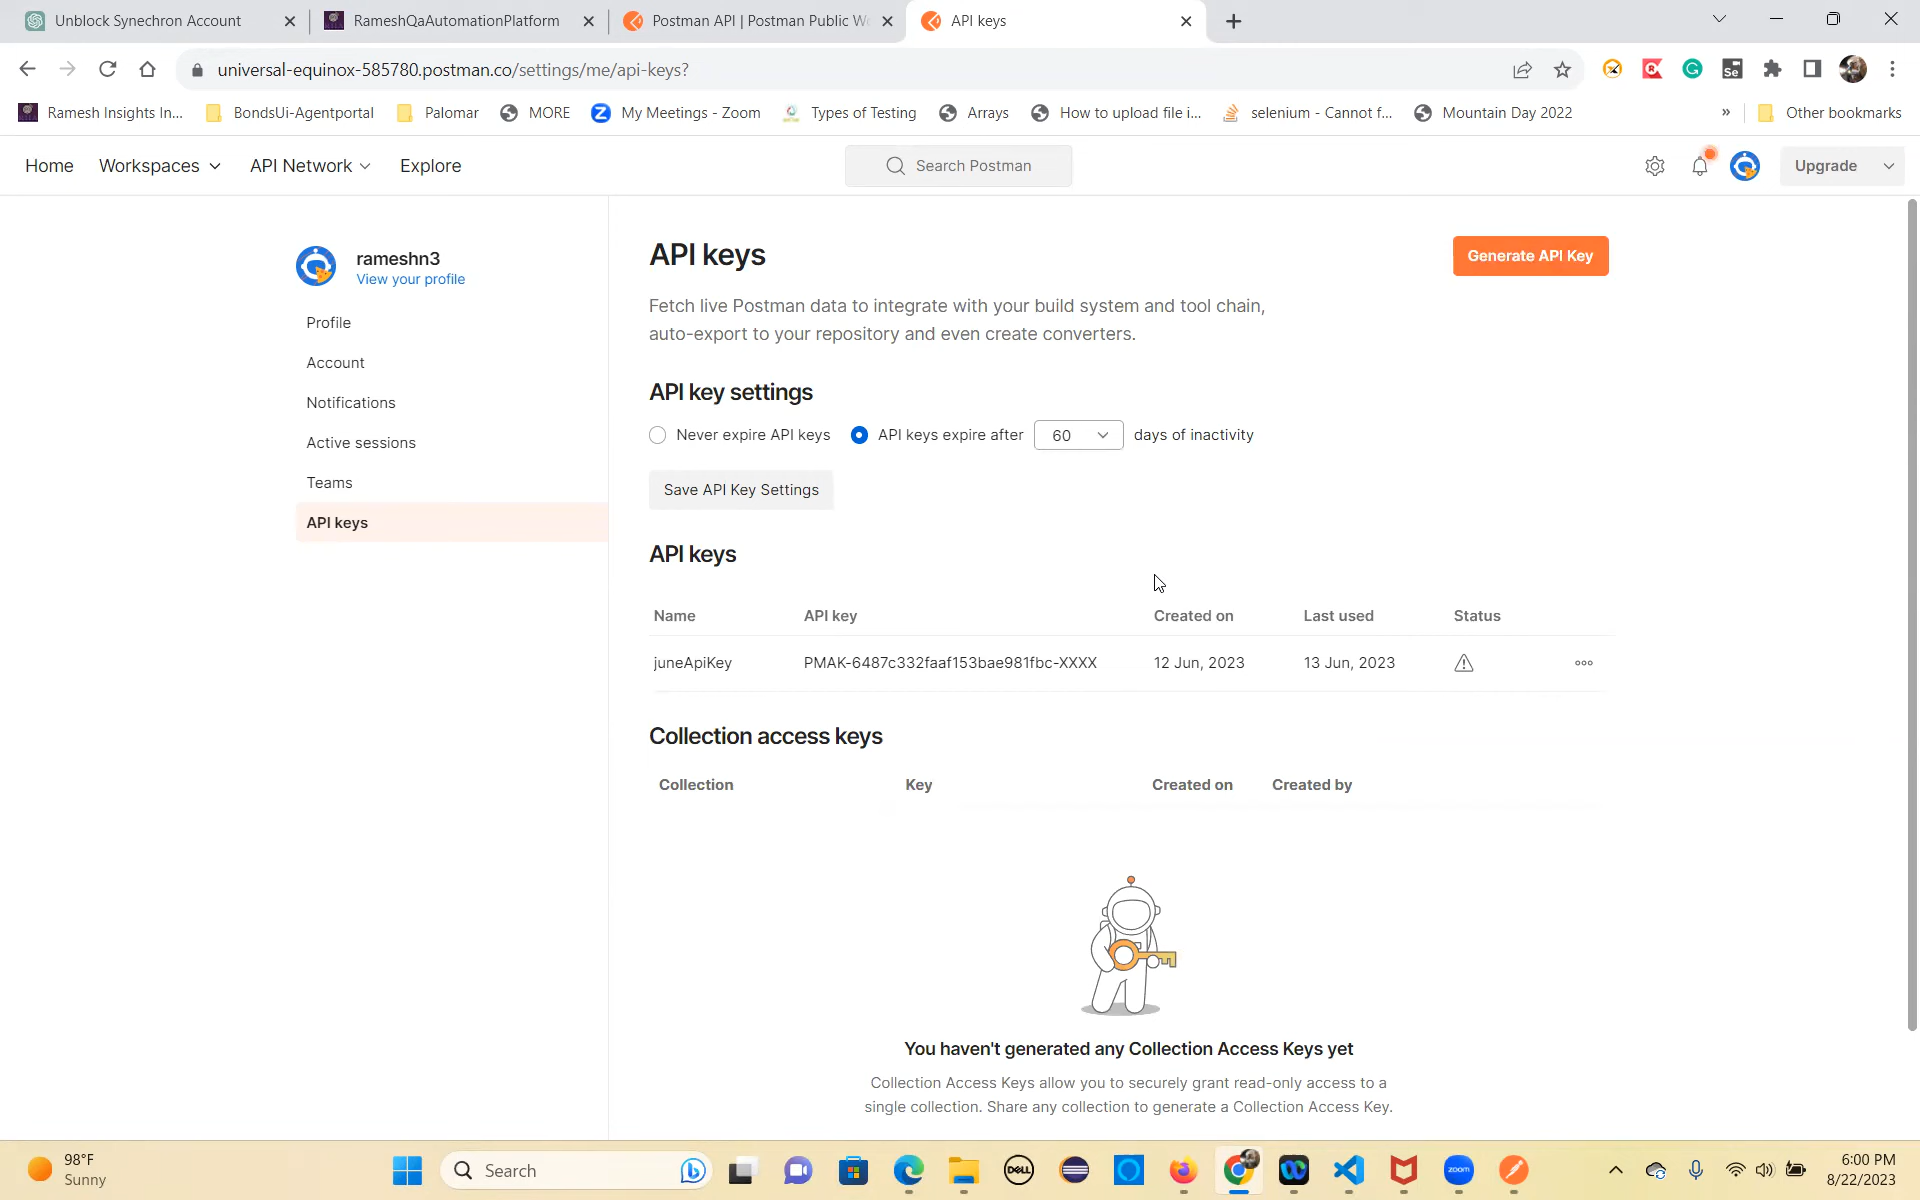 Unblock Synechron Account
RameshQaAutomationPlatform
Postman API | Postman Public Wo
API keys
universal-equinox-585780.postman.co/settings/me/api-keys?
Ramesh Insights In...
BondsUi-Agentportal
Palomar
MORE
My Meetings - Zoom
Types of Testing
Arrays
How to upload file i...
selenium - Cannot f...
Mountain Day 2022
»
Other bookmarks
Home
Workspaces
API Network
Explore
Search Postman
Upgrade
rameshn3
View your profile
Profile
Account
Notifications
Active sessions
Teams
API keys
API keys
Generate API Key
Fetch live Postman data to integrate with your build system and tool chain,
auto-export to your repository and even create converters.
API key settings
Never expire API keys
API keys expire after
60
days of inactivity
Save API Key Settings
API keys
Name API key Created on Last used Status
juneApiKey PMAK-6487c332faaf153bae981fbc-XXXX 12 Jun, 2023 13 Jun, 2023
Collection access keys
Collection Key Created on Created by
You haven't generated any Collection Access Keys yet
Collection Access Keys allow you to securely grant read-only access to a
single collection. Share any collection to generate a Collection Access Key.
98°F
Sunny
Search
DELL
zoom
6:00 PM
8/22/2023